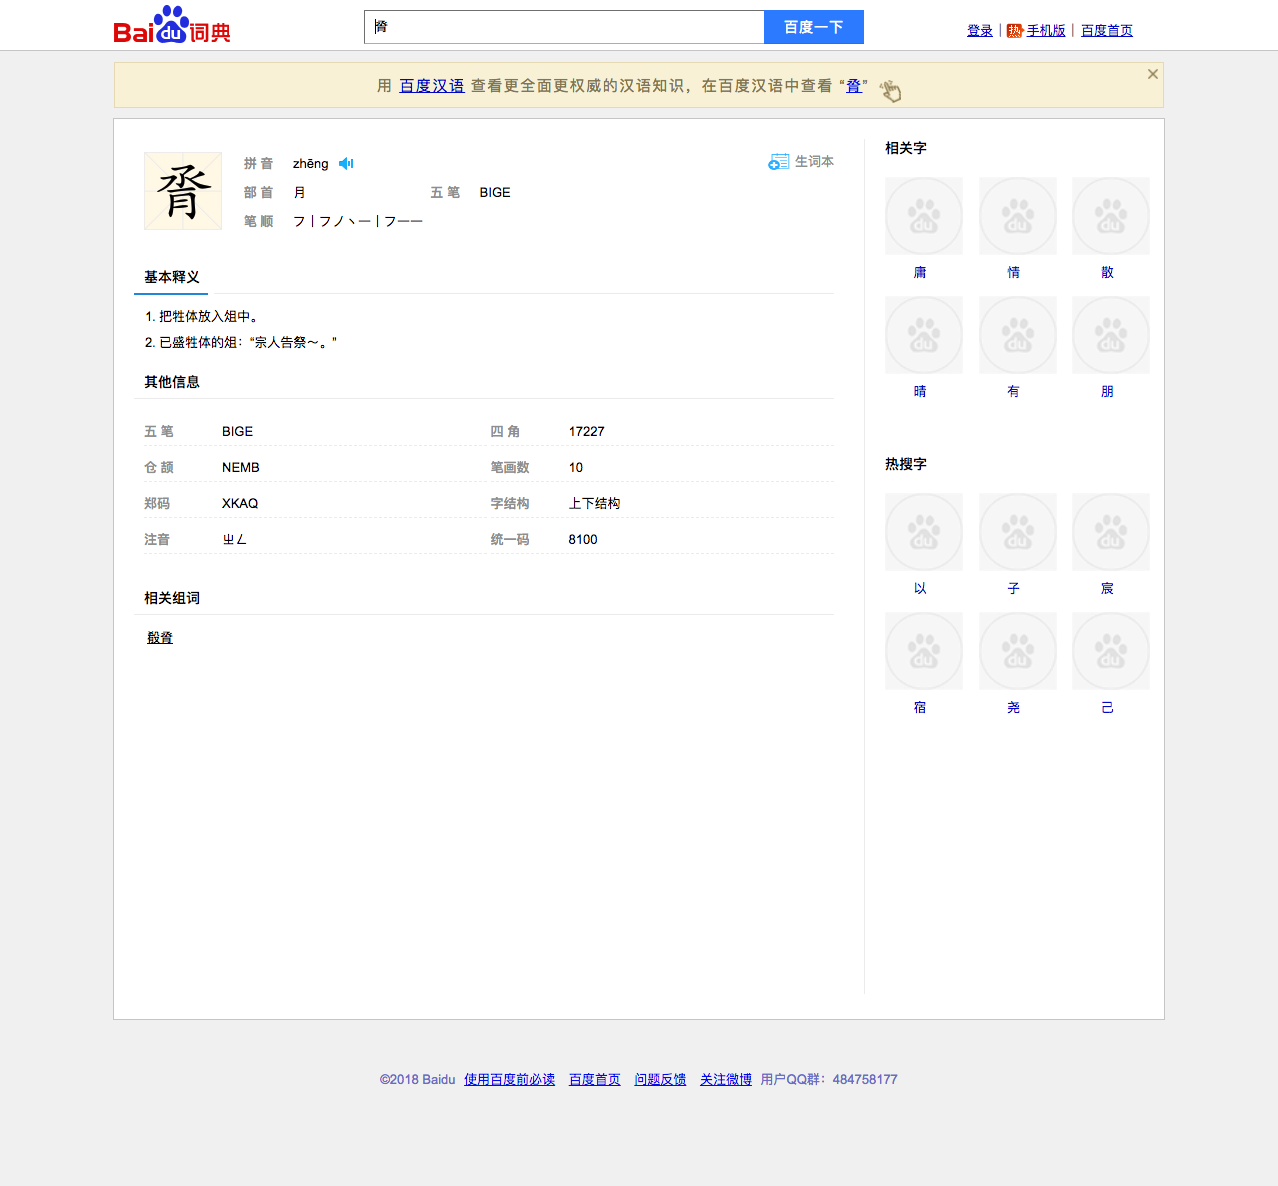 Bai du 词典
脀
百度一下
登录 | 热 手机版 | 百度首页
用 百度汉语 查看更全面更权威的汉语知识，在百度汉语中查看 “脀”
脀
拼 音 zhēng
生词本
部 首 月 五 笔 BIGE
笔 顺 フ丨フノ丶一丨フ一一
基本释义
1. 把牲体放入俎中。
2. 已盛牲体的俎：“宗人告祭～。”
其他信息
五 笔 BIGE 四 角 17227
仓 颉 NEMB 笔画数 10
郑码 XKAQ 字结构 上下结构
注音 ㄓㄥ 统一码 8100
相关组词
殽脀
相关字
庸 情 散
晴 有 朋
热搜字
以 子 宸
宿 尧 己
©2018 Baidu 使用百度前必读 百度首页 问题反馈 关注微博 用户QQ群：484758177